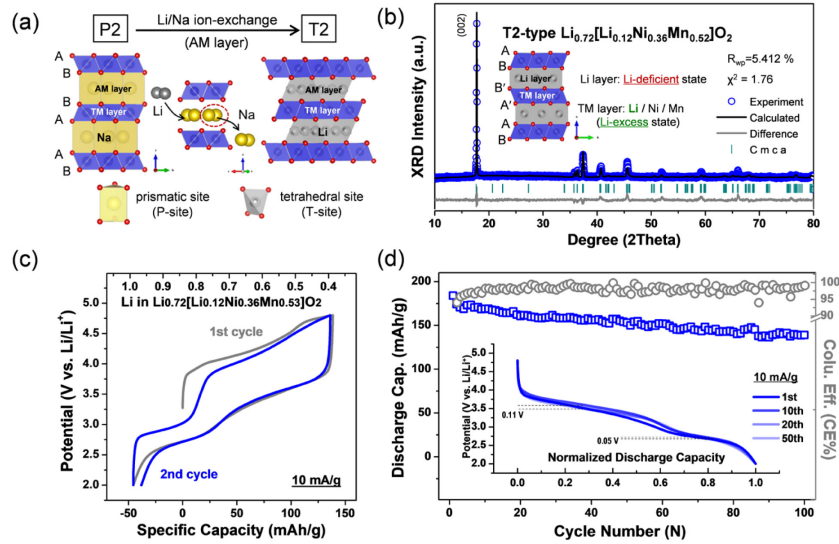 (a)
P2
Li/Na ion-exchange
(AM layer)
T2
A
B
B
A
A
B
AM layer
TM layer
Na
Li
Na
AM layer
TM layer
Li
prismatic site
(P-site)
tetrahedral site
(T-site)
(b)
XRD Intensity (a.u.)
(002)
T2-type Li0.72[Li0.12Ni0.36Mn0.52]O2
A
B
B'
A'
A
B
Li layer
TM layer
Li layer: Li-deficient state
TM layer: Li / Ni / Mn
(Li-excess state)
Rwp=5.412 %
χ² = 1.76
Experiment
Calculated
Difference
C m c a
10 20 30 40 50 60 70 80
Degree (2Theta)
(c)
1.0 0.9 0.8 0.7 0.6 0.5 0.4
Li in Li0.72[Li0.12Ni0.36Mn0.53]O2
Potential (V vs. Li/Li+)
5.0
4.5
4.0
3.5
3.0
2.5
2.0
1st cycle
2nd cycle
10 mA/g
-50 0 50 100 150
Specific Capacity (mAh/g)
(d)
Discharge Cap. (mAh/g)
200
175
150
125
100
75
50
25
0
100
95
90
Colu. Eff. (CE%)
Potential (V vs. Li/Li+)
5.0
4.5
4.0
3.5
3.0
2.5
2.0
0.11 V
0.05 V
Normalized Discharge Capacity
0.0 0.2 0.4 0.6 0.8 1.0
10 mA/g
1st
10th
20th
50th
0 20 40 60 80 100
Cycle Number (N)